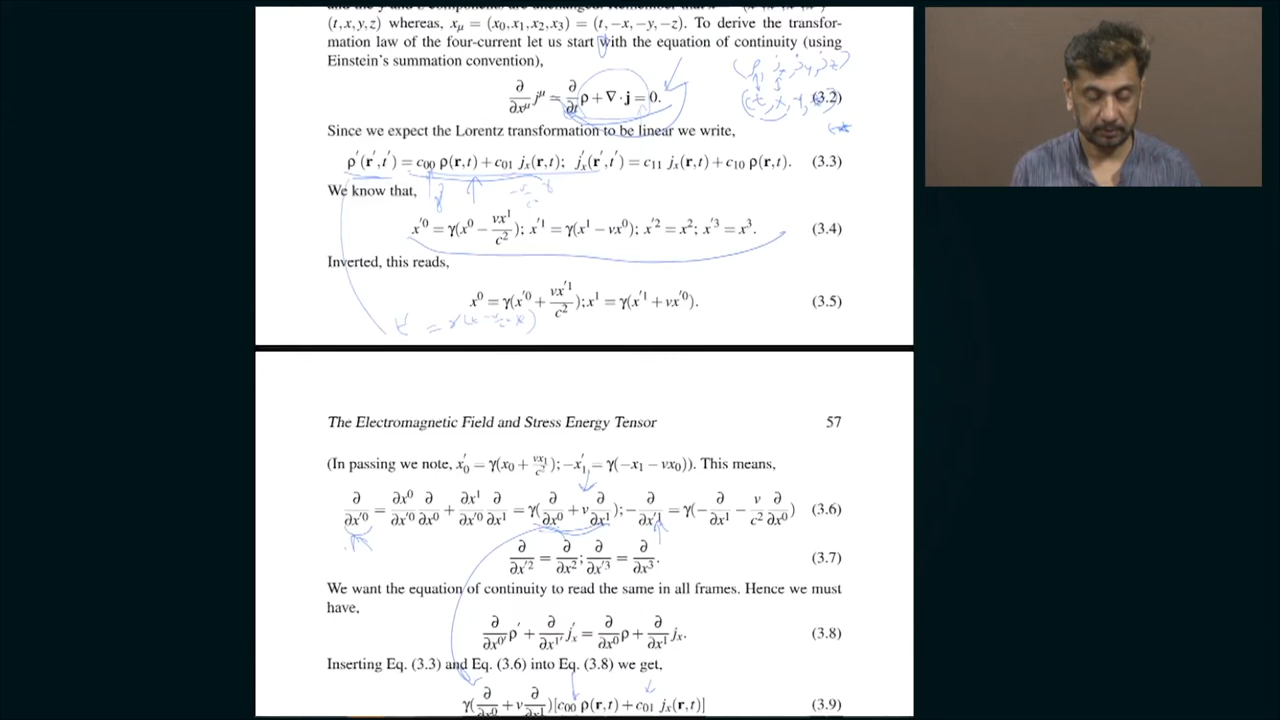 (t,x,y,z) whereas, x_μ = (x_0,x_1,x_2,x_3) = (t,−x,−y,−z). To derive the transfor-
mation law of the four-current let us start with the equation of continuity (using
Einstein's summation convention),
∂/∂x^μ j^μ = ∂/∂t ρ + ∇·j = 0. (3.2)
Since we expect the Lorentz transformation to be linear we write,
ρ′(r′,t′) = c_00 ρ(r,t) + c_01 j_x(r,t); j′_x(r′,t′) = c_11 j_x(r,t) + c_10 ρ(r,t). (3.3)
We know that,
x′^0 = γ(x^0 − vx^1/c^2); x′^1 = γ(x^1 − vx^0); x′^2 = x^2; x′^3 = x^3. (3.4)
Inverted, this reads,
x^0 = γ(x′^0 + vx′^1/c^2); x^1 = γ(x′^1 + vx′^0). (3.5)
The Electromagnetic Field and Stress Energy Tensor 57
(In passing we note, x′_0 = γ(x_0 + vx_1/c^2); −x′_1 = γ(−x_1 − vx_0)). This means,
∂/∂x′^0 = ∂x^0/∂x′^0 ∂/∂x^0 + ∂x^1/∂x′^0 ∂/∂x^1 = γ(∂/∂x^0 + v ∂/∂x^1); −∂/∂x′^1 = γ(−∂/∂x^1 − v/c^2 ∂/∂x^0) (3.6)
∂/∂x′^2 = ∂/∂x^2; ∂/∂x′^3 = ∂/∂x^3. (3.7)
We want the equation of continuity to read the same in all frames. Hence we must
have,
∂/∂x^0′ ρ′ + ∂/∂x^1′ j′_x = ∂/∂x^0 ρ + ∂/∂x^1 j_x. (3.8)
Inserting Eq. (3.3) and Eq. (3.6) into Eq. (3.8) we get,
γ(∂/∂x^0 + v ∂/∂x^1)[c_00 ρ(r,t) + c_01 j_x(r,t)] (3.9)